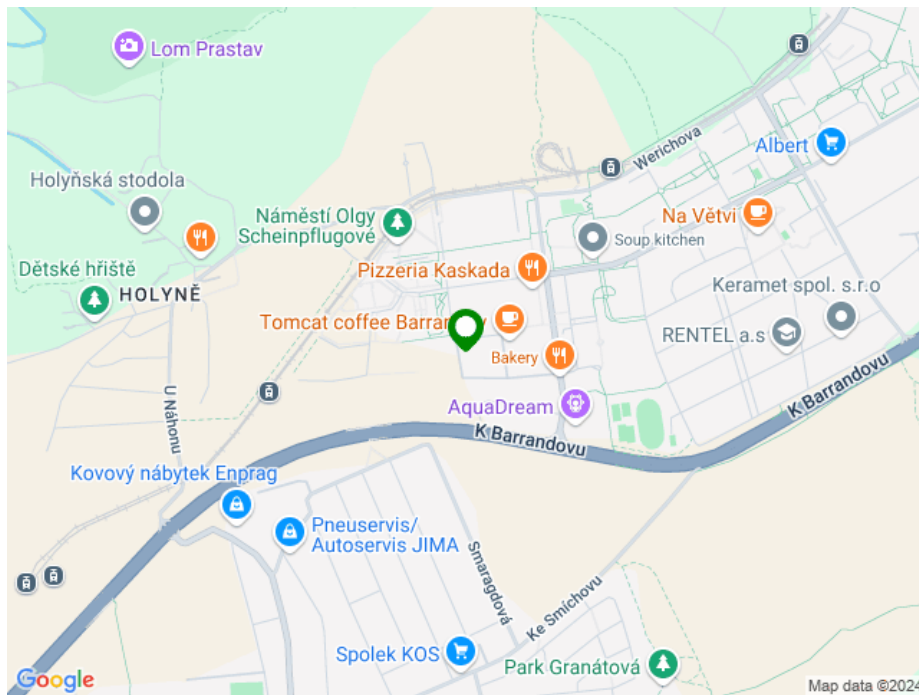 Lom Prastav
Werichova
Albert
Holyňská stodola
Náměstí Olgy
Scheinpflugové
Na Větvi
Soup kitchen
Dětské hřiště
HOLYNĚ
Pizzeria Kaskada
Keramet spol. s.r.o
Tomcat coffee
RENTEL a.s
Bakery
U Náhonu
AquaDream
K Barrandovu
K Barrandovu
Kovový nábytek Enprag
Pneuservis/
Autoservis JIMA
Smaragdová
Ke Smíchovu
Spolek KOS
Park Granátová
Google
Map data ©2024